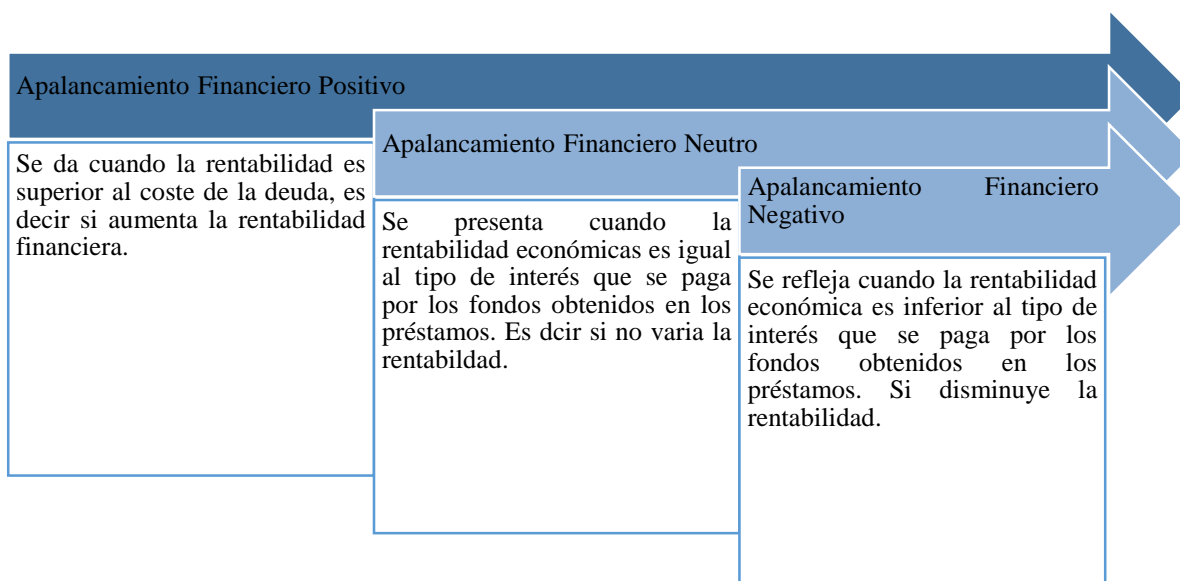 Apalancamiento Financiero Positivo
Se da cuando la rentabilidad es
superior al coste de la deuda, es
decir si aumenta la rentabilidad
financiera.
Apalancamiento Financiero Neutro
Se presenta cuando la
rentabilidad económicas es igual
al tipo de interés que se paga
por los fondos obtenidos en los
préstamos. Es dcir si no varia la
rentabildad.
Apalancamiento Financiero
Negativo
Se refleja cuando la rentabilidad
económica es inferior al tipo de
interés que se paga por los
fondos obtenidos en los
préstamos. Si disminuye la
rentabilidad.